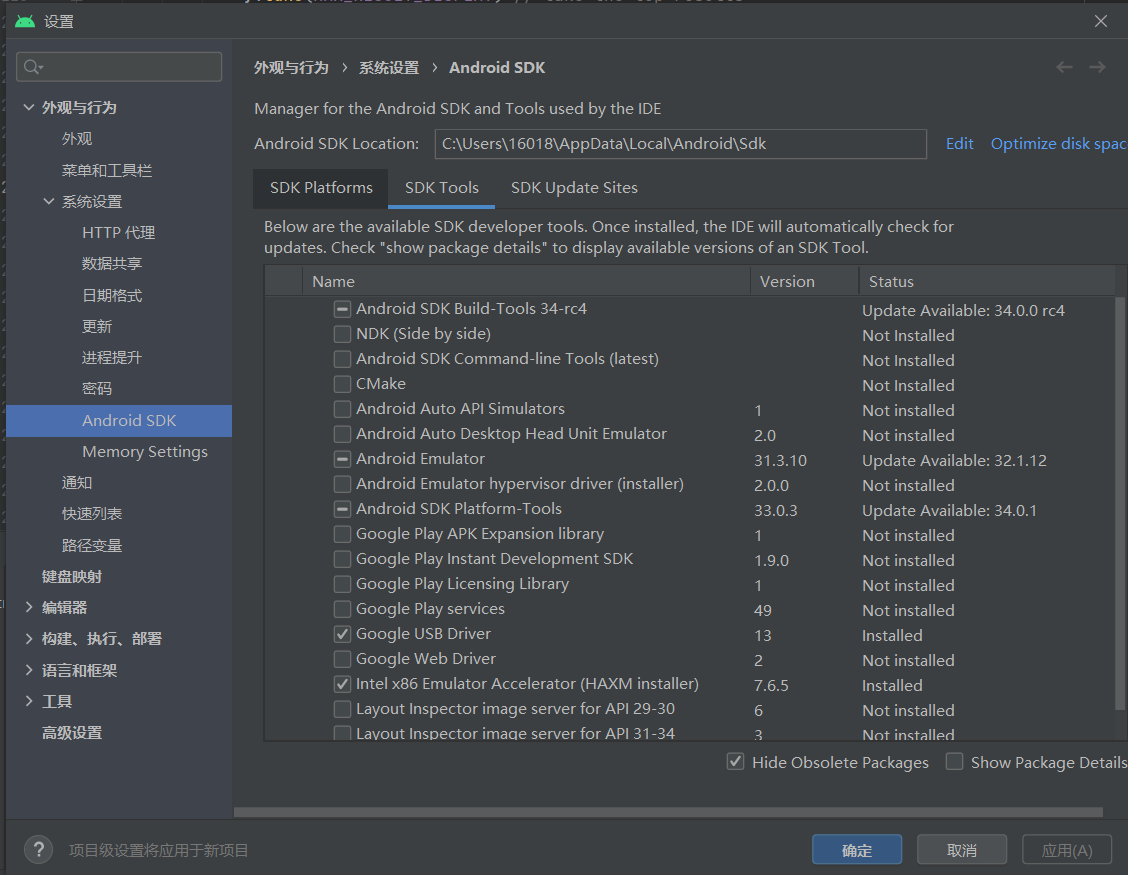 设置
外观与行为
外观
菜单和工具栏
系统设置
HTTP 代理
数据共享
日期格式
更新
进程提升
密码
Android SDK
Memory Settings
通知
快速列表
路径变量
键盘映射
编辑器
构建、执行、部署
语言和框架
工具
高级设置
外观与行为 › 系统设置 › Android SDK
Manager for the Android SDK and Tools used by the IDE
Android SDK Location: C:\Users\16018\AppData\Local\Android\Sdk Edit Optimize disk spac
SDK Platforms SDK Tools SDK Update Sites
Below are the available SDK developer tools. Once installed, the IDE will automatically check for
updates. Check "show package details" to display available versions of an SDK Tool.
Name Version Status
Android SDK Build-Tools 34-rc4 Update Available: 34.0.0 rc4
NDK (Side by side) Not Installed
Android SDK Command-line Tools (latest) Not Installed
CMake Not Installed
Android Auto API Simulators 1 Not installed
Android Auto Desktop Head Unit Emulator 2.0 Not installed
Android Emulator 31.3.10 Update Available: 32.1.12
Android Emulator hypervisor driver (installer) 2.0.0 Not installed
Android SDK Platform-Tools 33.0.3 Update Available: 34.0.1
Google Play APK Expansion library 1 Not installed
Google Play Instant Development SDK 1.9.0 Not installed
Google Play Licensing Library 1 Not installed
Google Play services 49 Not installed
Google USB Driver 13 Installed
Google Web Driver 2 Not installed
Intel x86 Emulator Accelerator (HAXM installer) 7.6.5 Installed
Layout Inspector image server for API 29-30 6 Not installed
Layout Inspector image server for API 31-34 3 Not installed
Hide Obsolete Packages Show Package Details
? 项目级设置将应用于新项目
确定 取消 应用(A)